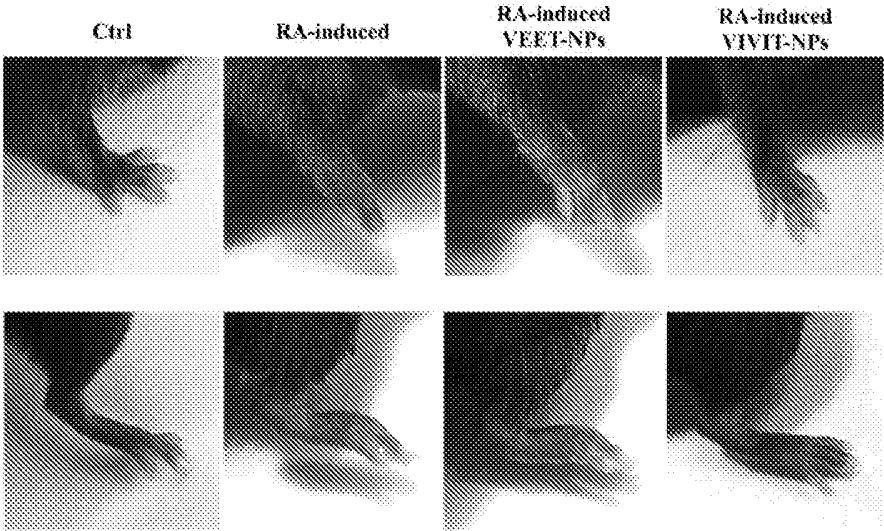 Ctrl
RA-induced
RA-induced
VEET-NPs
RA-induced
VIVIT-NPs